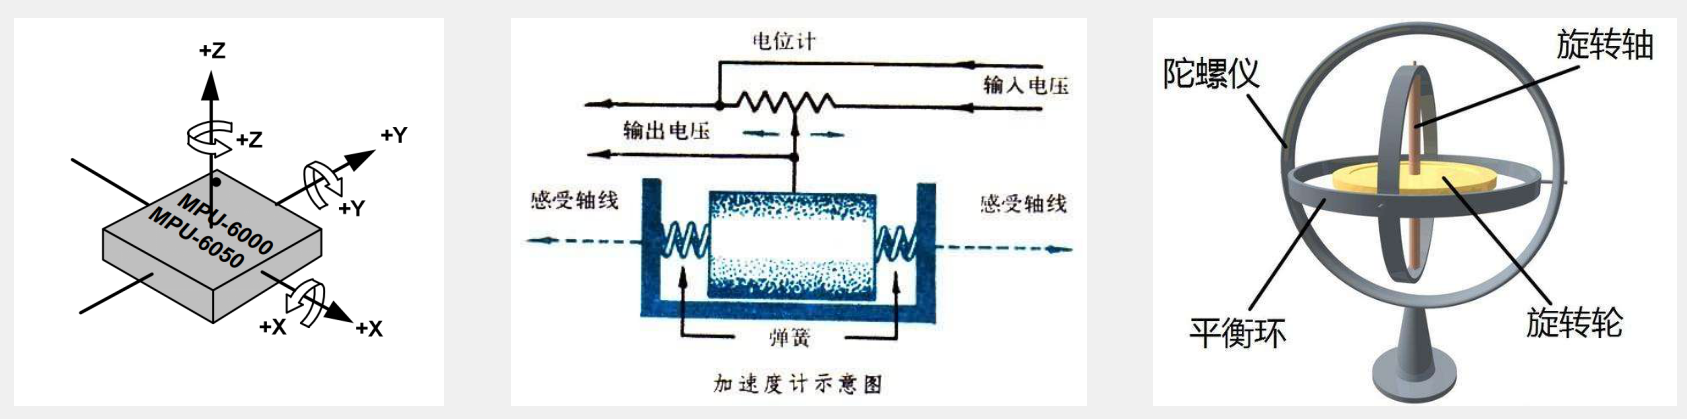 +Z
+Z
+Y
+Y
MPU-6000
MPU-6050
+X
+X
电位计
输入电压
输出电压
感受轴线
感受轴线
弹簧
加速度计示意图
旋转轴
陀螺仪
平衡环
旋转轮